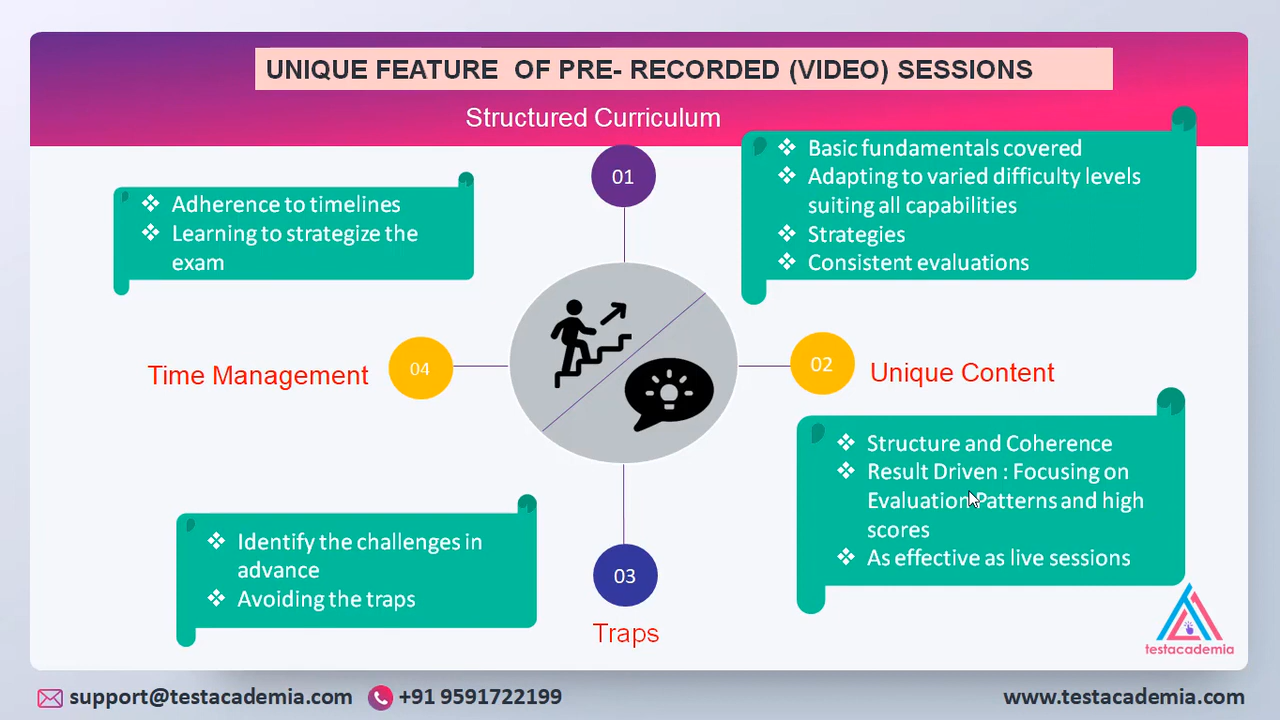 UNIQUE FEATURE OF PRE- RECORDED (VIDEO) SESSIONS
Structured Curriculum
01
❖ Basic fundamentals covered
❖ Adapting to varied difficulty levels
suiting all capabilities
❖ Strategies
❖ Consistent evaluations
02
Unique Content
❖ Structure and Coherence
❖ Result Driven : Focusing on
Evaluation Patterns and high
scores
❖ As effective as live sessions
03
Traps
❖ Identify the challenges in
advance
❖ Avoiding the traps
04
Time Management
❖ Adherence to timelines
❖ Learning to strategize the
exam
testacademia
support@testacademia.com
+91 9591722199
www.testacademia.com